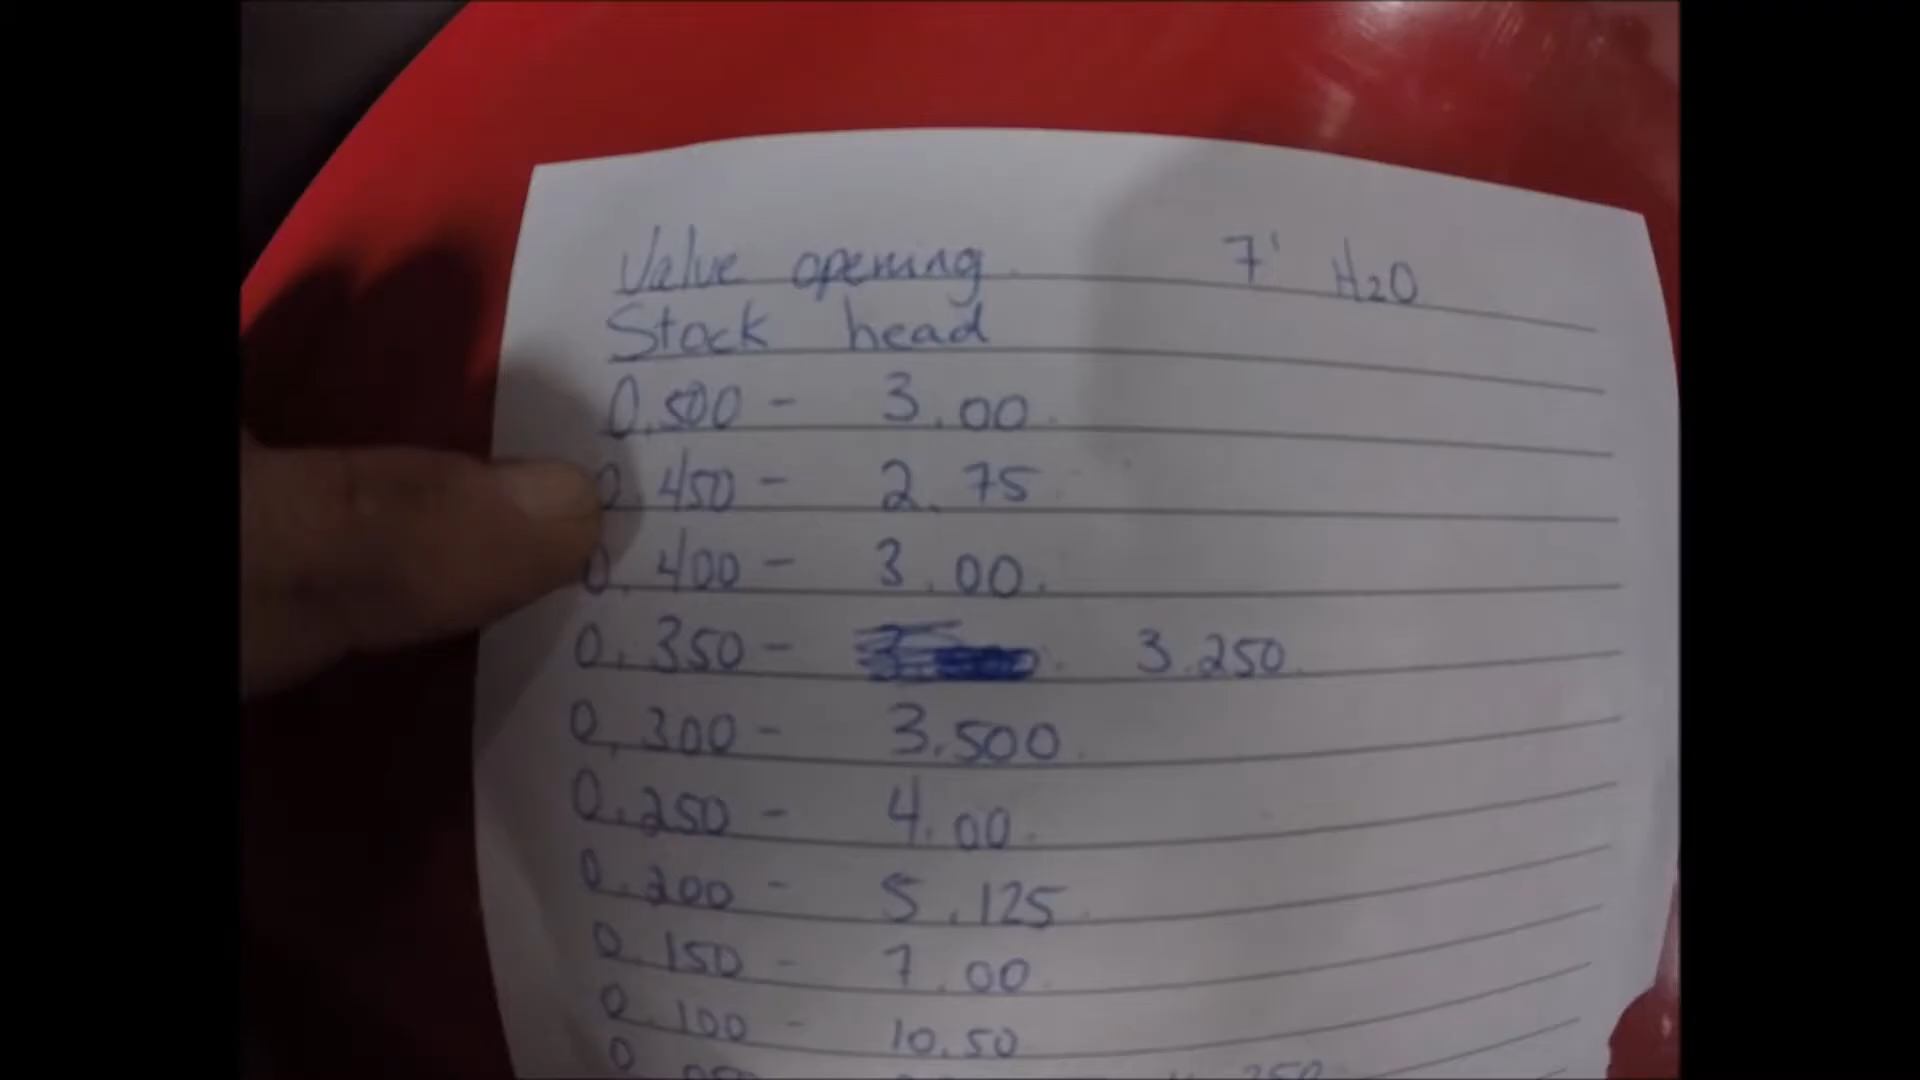 Valve opening 7' H2O
Stock head
0.500 - 3.00
0.450 - 2.75
0.400 - 3.00
0.350 - 3.250
0.300 - 3.500
0.250 - 4.00
0.200 - 5.125
0.150 - 7.00
0.100 - 10.50